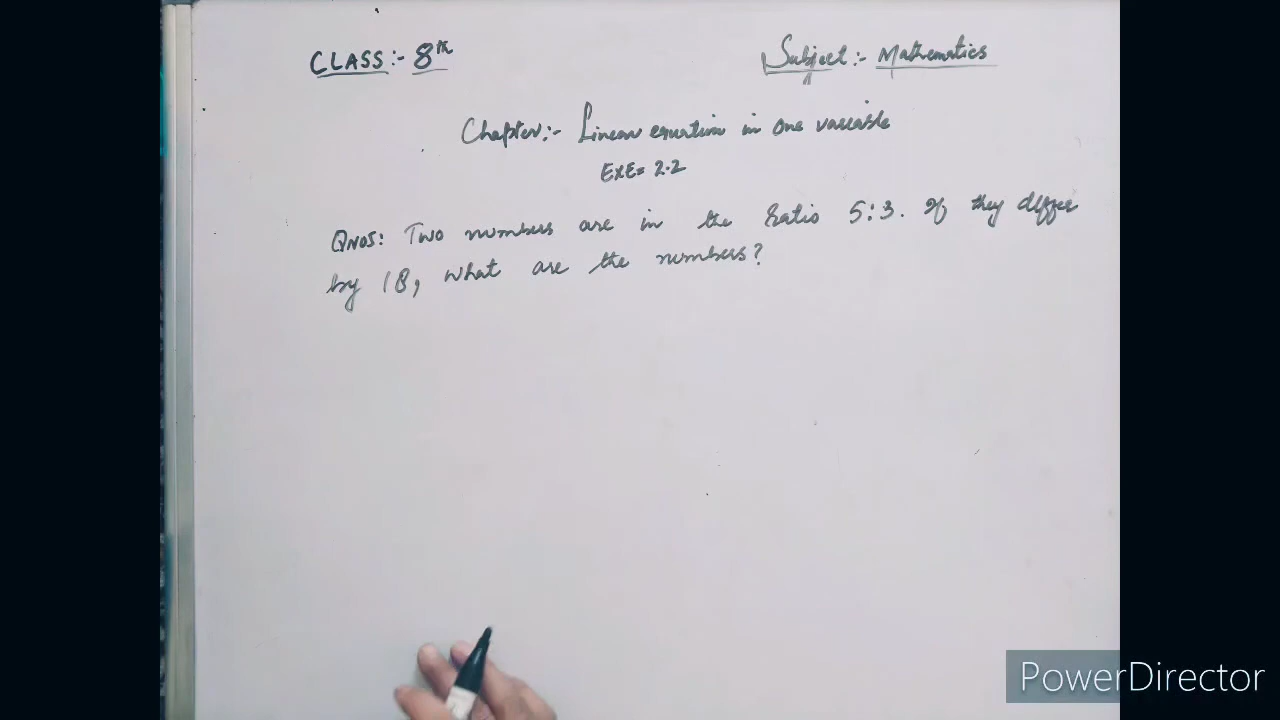 CLASS:- 8th
Subject:- Mathematics
Chapter:- Linear equation in one variable
EXE= 2.2
QNO5: Two numbers are in the Ratio 5:3. If they differ
by 18, what are the numbers?
PowerDirector